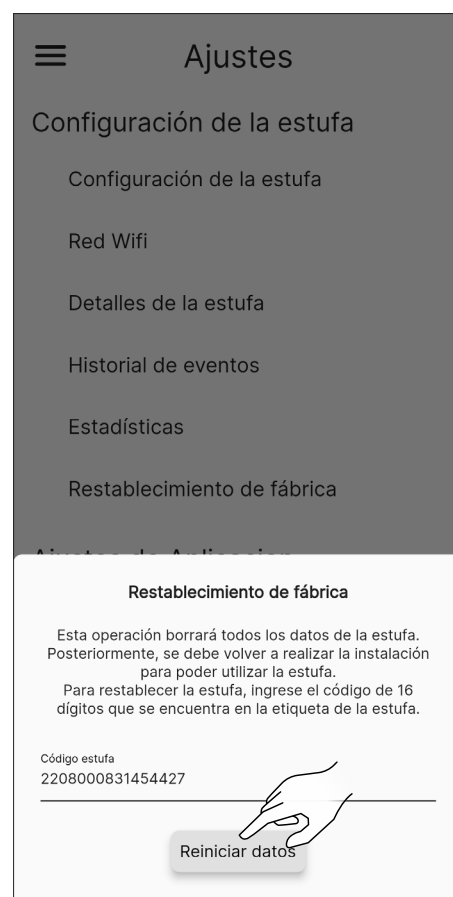 Ajustes
Configuración de la estufa
Configuración de la estufa
Red Wifi
Detalles de la estufa
Historial de eventos
Estadísticas
Restablecimiento de fábrica
Ajustes de Aplicacion
Restablecimiento de fábrica
Esta operación borrará todos los datos de la estufa.
Posteriormente, se debe volver a realizar la instalación
para poder utilizar la estufa.
Para restablecer la estufa, ingrese el código de 16
dígitos que se encuentra en la etiqueta de la estufa.
Código estufa
2208000831454427
Reiniciar datos